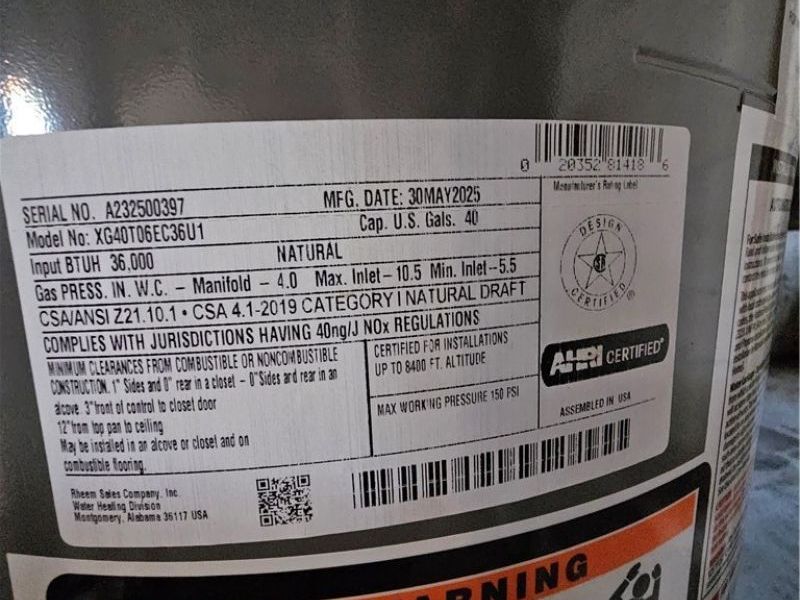 0 20352 81418 6
Manufacturer's Rating Label
SERIAL NO. A232500397 MFG. DATE: 30MAY2025
Model No: XG40T06EC36U1 Cap. U.S. Gals. 40
Input BTUH 36,000 NATURAL
Gas PRESS. IN. W.C. - Manifold - 4.0 Max. Inlet - 10.5 Min. Inlet - 5.5
CSA/ANSI Z21.10.1 • CSA 4.1-2019 CATEGORY I NATURAL DRAFT
COMPLIES WITH JURISDICTIONS HAVING 40ng/J NOx REGULATIONS
MINIMUM CLEARANCES FROM COMBUSTIBLE OR NONCOMBUSTIBLE
CONSTRUCTION. 1" Sides and 0" rear in a closet - 0" Sides and rear in an
alcove. 3" front of control to closet door
12" from top pan to ceiling
May be installed in an alcove or closet and on
combustible flooring.
CERTIFIED FOR INSTALLATIONS
UP TO 8400 FT. ALTITUDE
MAX WORKING PRESSURE 150 PSI
DESIGN
CERTIFIED
AHRI CERTIFIED®
ASSEMBLED IN USA
Rheem Sales Company, Inc.
Water Heating Division
Montgomery, Alabama 36117 USA